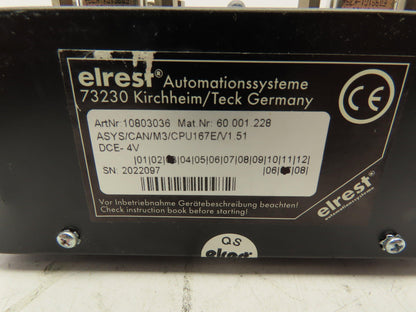 elrest® Automationssysteme
73230 Kirchheim/Teck Germany
ArtNr: 10803036 Mat.Nr: 60.001.228
ASYS/CAN/M3/CPU167E/V1.51
DCE- 4V
|01|02| |04|05|06|07|08|09|10|11|12|
SN: 2022097 |06| |08|
CE
elrest®
automationssysteme
Vor Inbetriebnahme Gerätebeschreibung beachten!
Check instruction book before starting!
QS
elrest